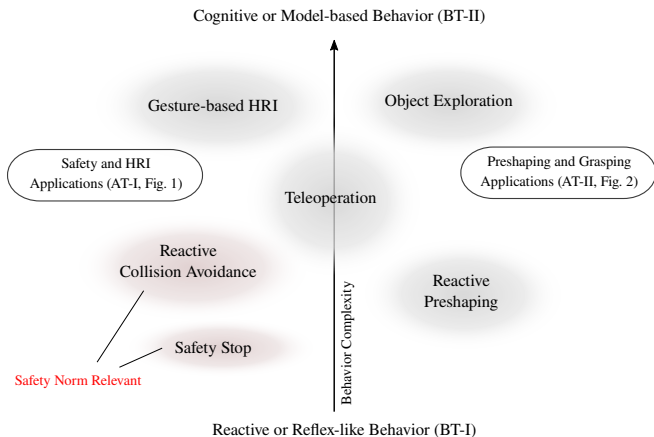 Cognitive or Model-based Behavior (BT-II)
Gesture-based HRI
Object Exploration
Safety and HRI
Applications (AT-I, Fig. 1)
Preshaping and Grasping
Applications (AT-II, Fig. 2)
Teleoperation
Reactive
Collision Avoidance
Reactive
Preshaping
Behavior Complexity
Safety Stop
Safety Norm Relevant
Reactive or Reflex-like Behavior (BT-I)